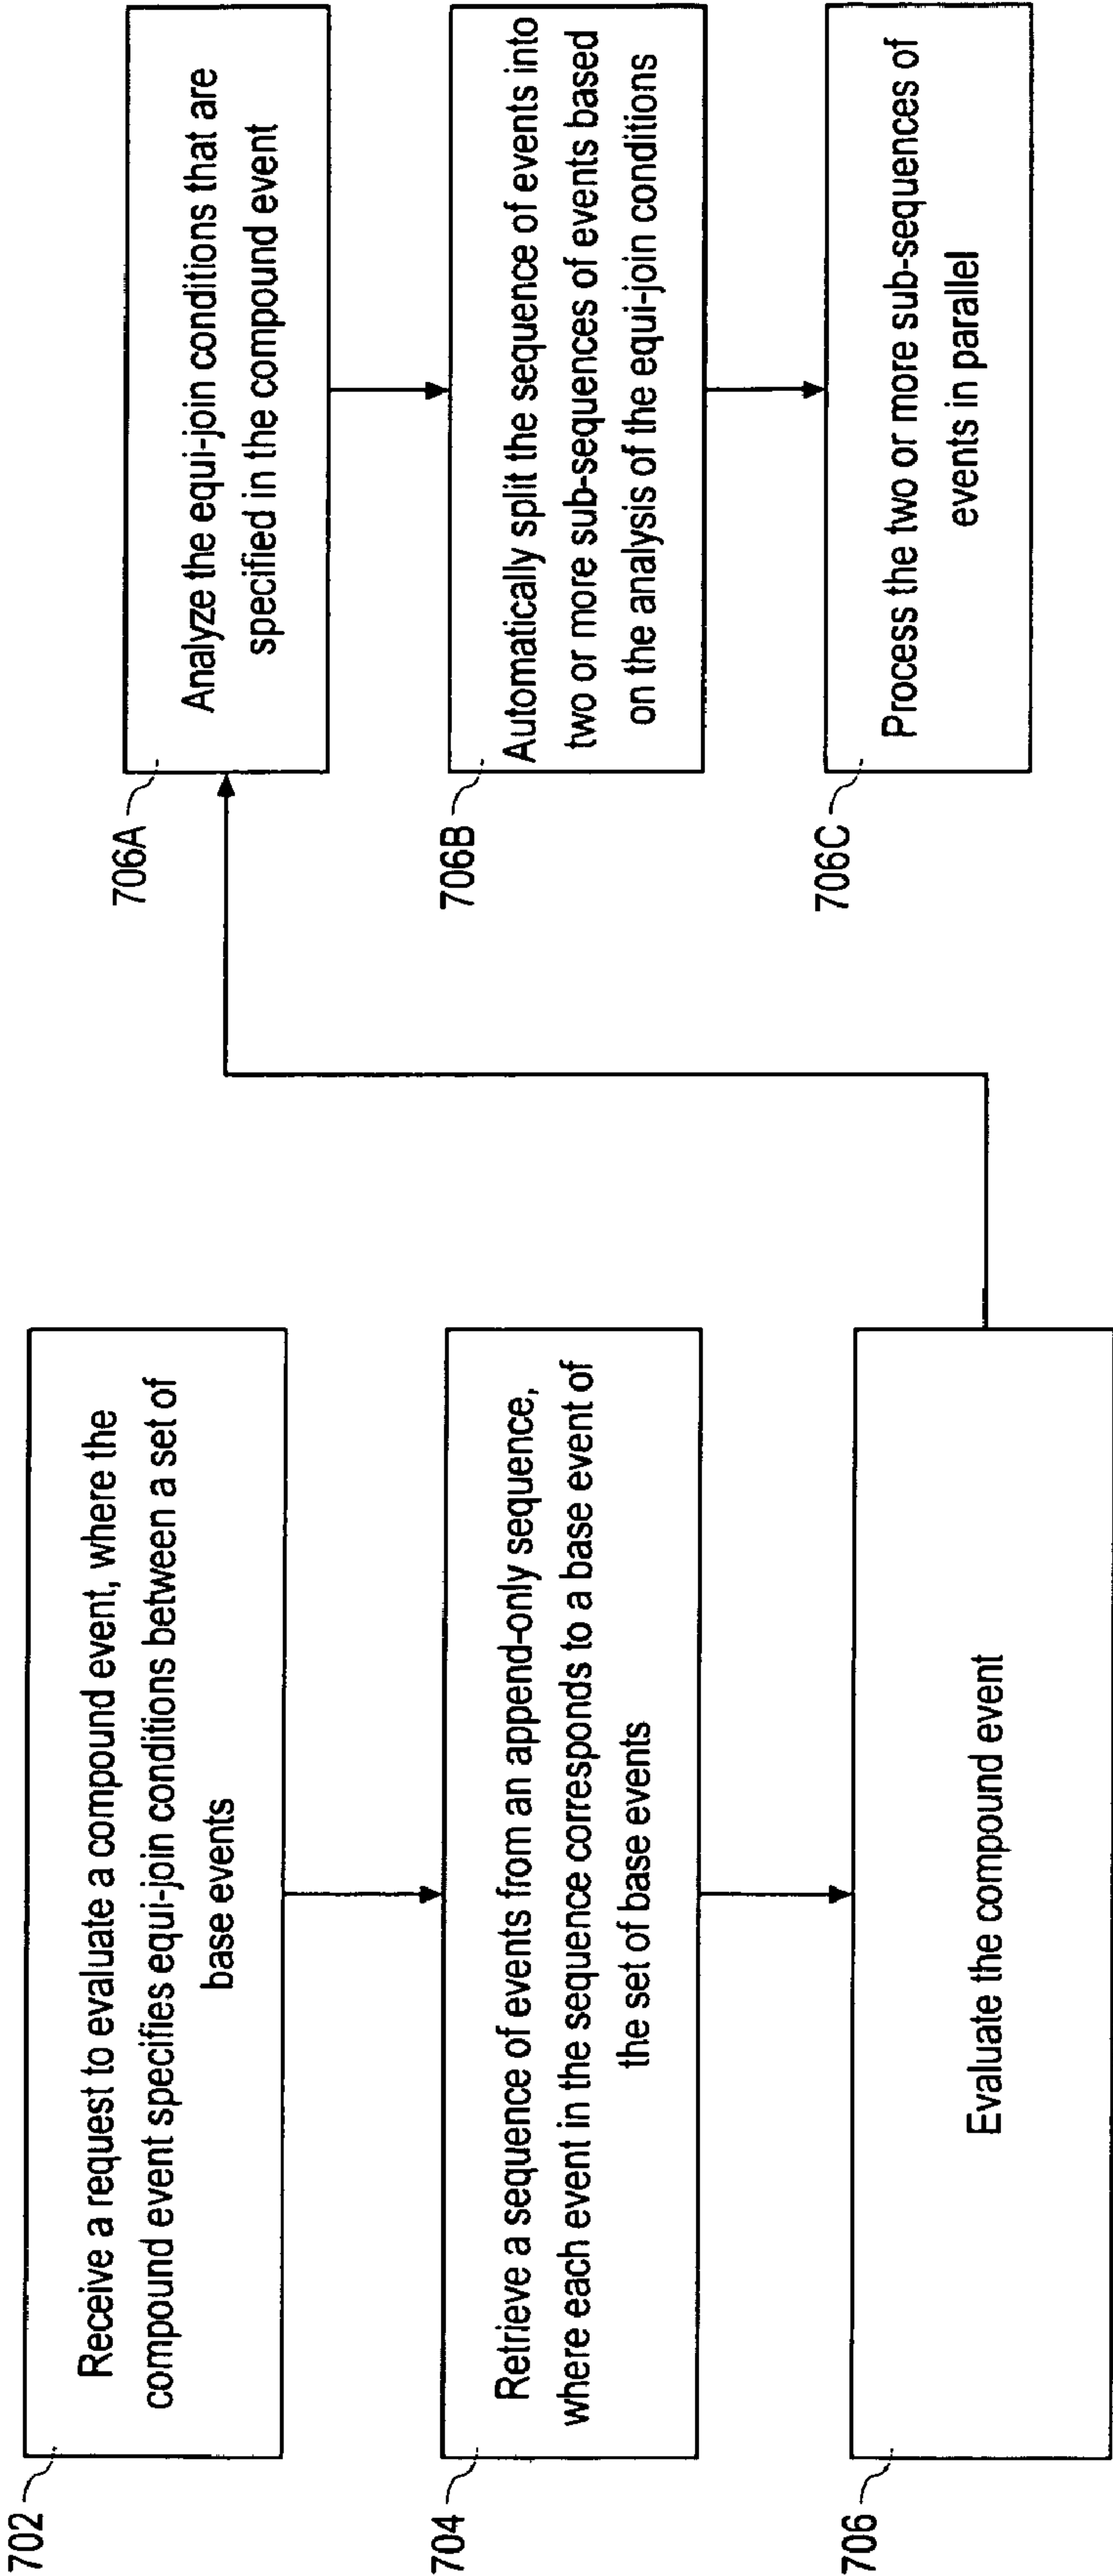 702
Receive a request to evaluate a compound event, where the
compound event specifies equi-join conditions between a set of
base events
704
Retrieve a sequence of events from an append-only sequence,
where each event in the sequence corresponds to a base event of
the set of base events
706
Evaluate the compound event
706A
Analyze the equi-join conditions that are
specified in the compound event
706B
Automatically split the sequence of events into
two or more sub-sequences of events based
on the analysis of the equi-join conditions
706C
Process the two or more sub-sequences of
events in parallel